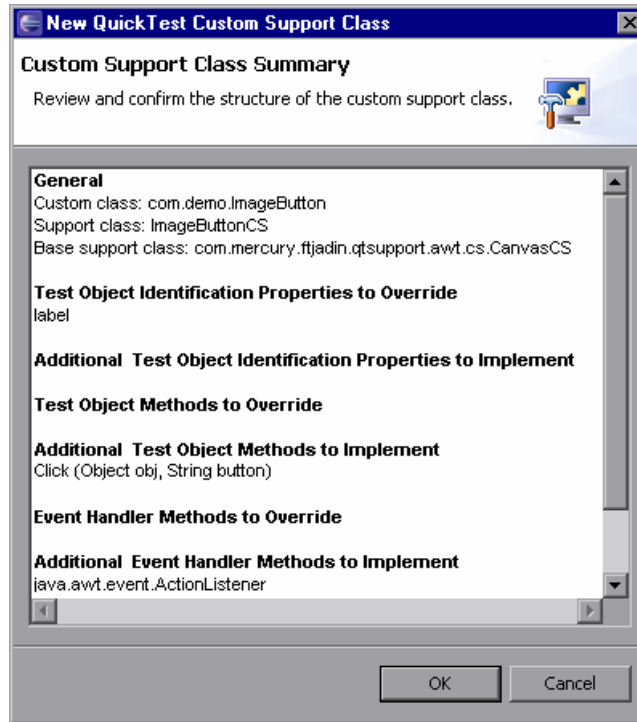 New QuickTest Custom Support Class
Custom Support Class Summary
Review and confirm the structure of the custom support class.
General
Custom class: com.demo.ImageButton
Support class: ImageButtonCS
Base support class: com.mercury.ftjadin.qtsupport.awt.cs.CanvasCS
Test Object Identification Properties to Override
label
Additional Test Object Identification Properties to Implement
Test Object Methods to Override
Additional Test Object Methods to Implement
Click (Object obj, String button)
Event Handler Methods to Override
Additional Event Handler Methods to Implement
java.awt.event.ActionListener
OK
Cancel